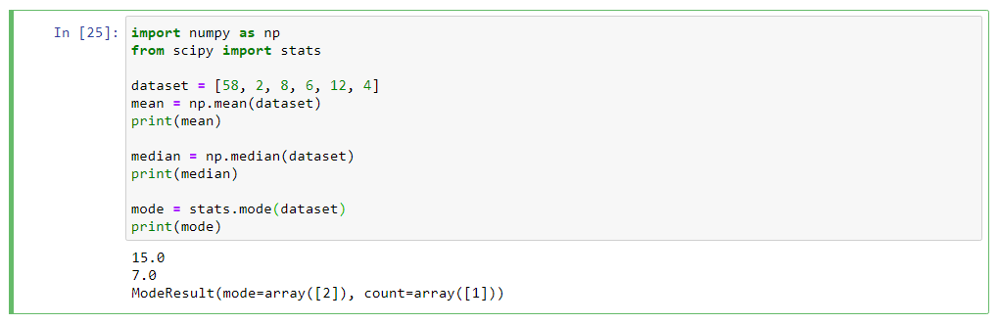 In [25]: import numpy as np
from scipy import stats
dataset = [58, 2, 8, 6, 12, 4]
mean = np.mean(dataset)
print(mean)
median = np.median(dataset)
print(median)
mode = stats.mode(dataset)
print(mode)
15.0
7.0
ModeResult(mode=array([2]), count=array([1]))